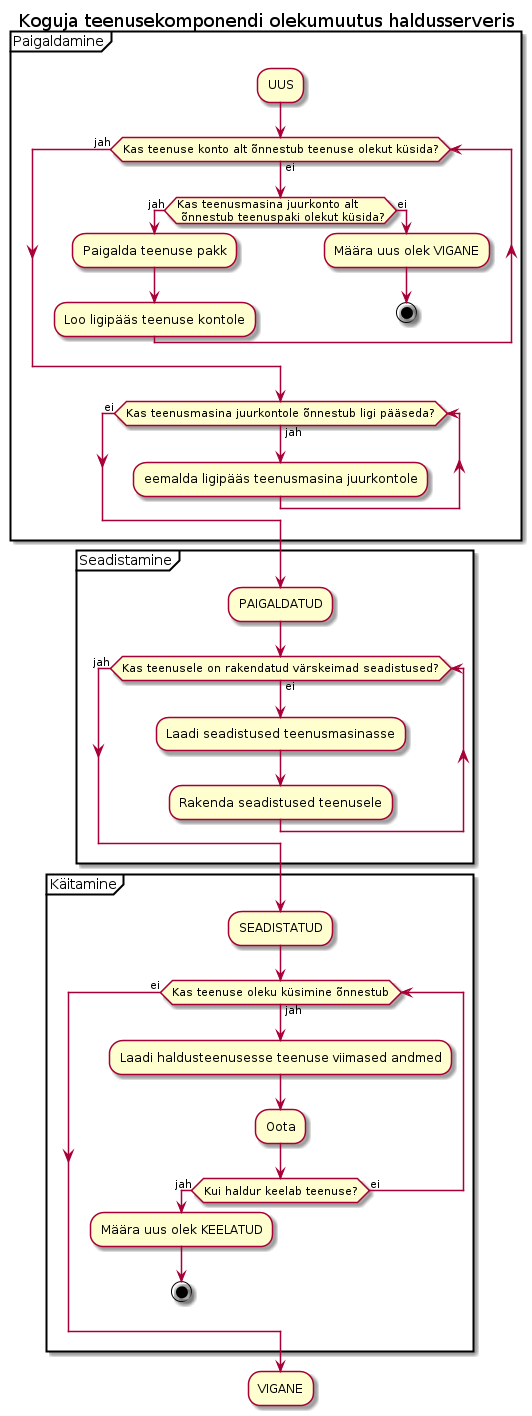 Koguja teenusekomponendi olekumuutus haldusserveris
Paigaldamine
UUS
Kas teenuse konto alt õnnestub teenuse olekut küsida?
jah
ei
Kas teenusmasina juurkonto alt
õnnestub teenuspaki olekut küsida?
jah
ei
Paigalda teenuse pakk
Määra uus olek VIGANE
Loo ligipääs teenuse kontole
Kas teenusmasina juurkontole õnnestub ligi pääseda?
ei
jah
eemalda ligipääs teenusmasina juurkontole
Seadistamine
PAIGALDATUD
Kas teenusele on rakendatud värskeimad seadistused?
jah
ei
Laadi seadistused teenusmasinasse
Rakenda seadistused teenusele
Käitamine
SEADISTATUD
Kas teenuse oleku küsimine õnnestub
ei
jah
Laadi haldusteenusesse teenuse viimased andmed
Oota
Kui haldur keelab teenuse?
jah
ei
Määra uus olek KEELATUD
VIGANE